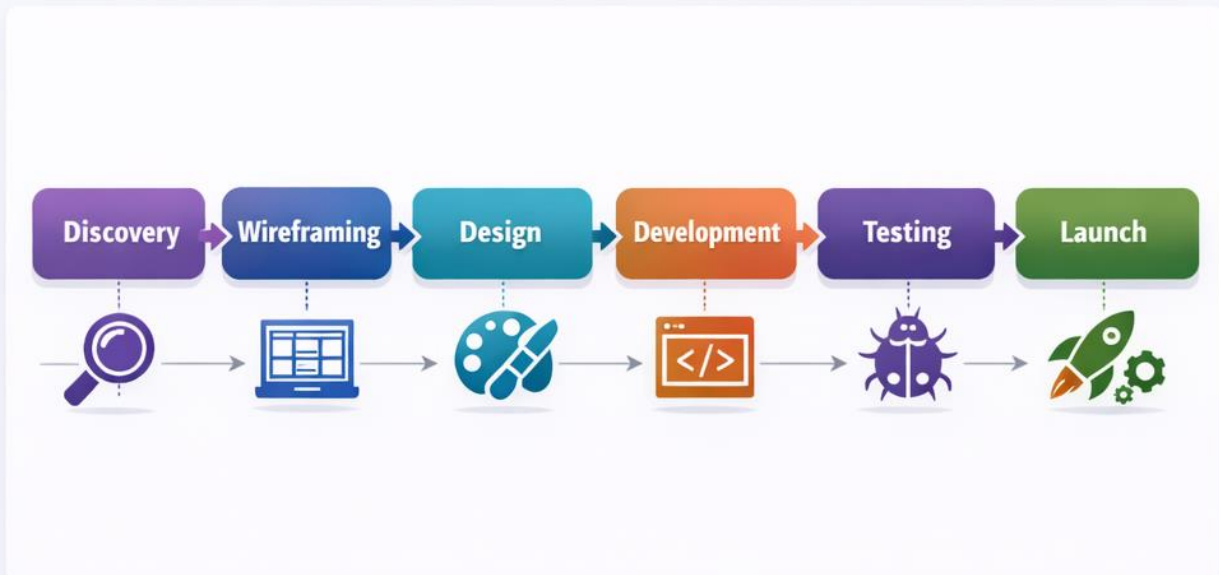 Discovery
Wireframing
Design
Development
Testing
Launch
</>